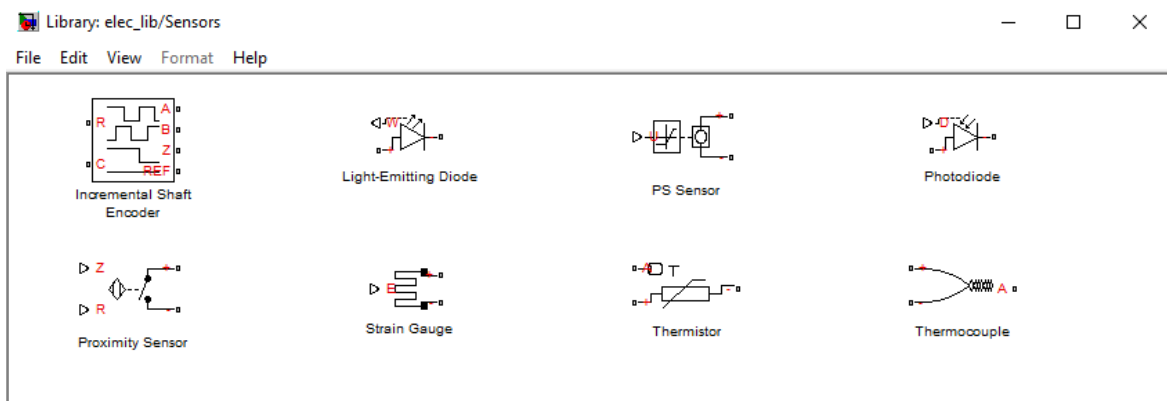 Library: elec_lib/Sensors
File Edit View Format Help
R A B Z C REF
Incremental Shaft
Encoder
W + -
Light-Emitting Diode
U + -
PS Sensor
D + -
Photodiode
Z R + -
Proximity Sensor
B + -
Strain Gauge
A T + -
Thermistor
+ - A
Thermocouple